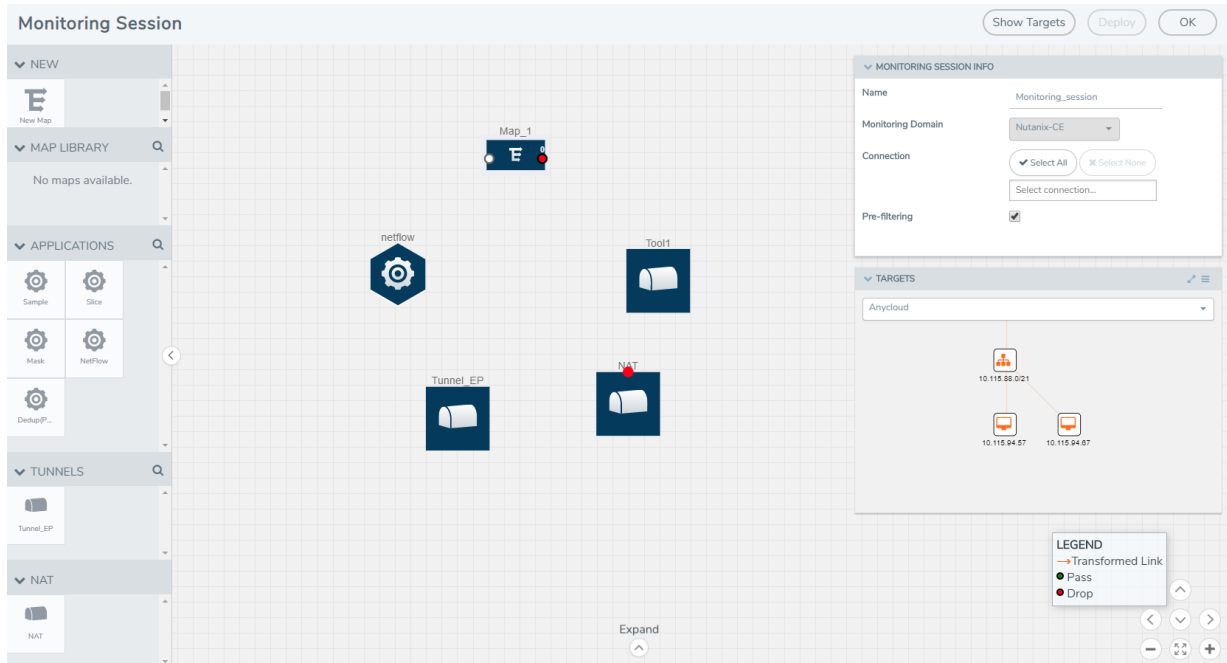 Monitoring Session
Show Targets
Deploy
OK
NEW
New Map
MAP LIBRARY
No maps available.
APPLICATIONS
Sample
Slice
Mask
NetFlow
Dedup(P...
TUNNELS
Tunnel_EP
NAT
NAT
Map_1
0
netflow
Tool1
Tunnel_EP
NAT
Expand
MONITORING SESSION INFO
Name
Monitoring_session
Monitoring Domain
Nutanix-CE
Connection
Select All
Select None
Select connection...
Pre-filtering
TARGETS
Anycloud
10.115.88.0/21
10.115.94.57
10.115.94.67
LEGEND
Transformed Link
Pass
Drop